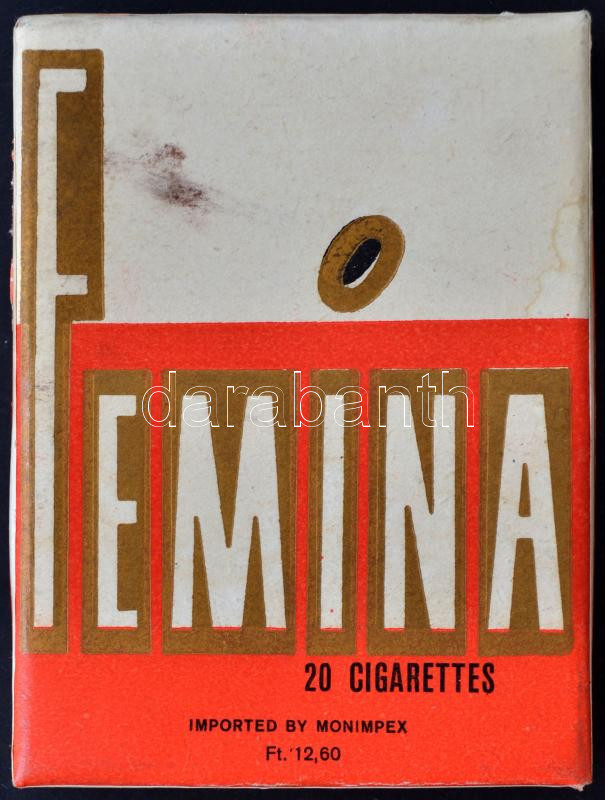 FEMINA
darabanth
20 CIGARETTES
IMPORTED BY MONIMPEX
Ft. 12,60